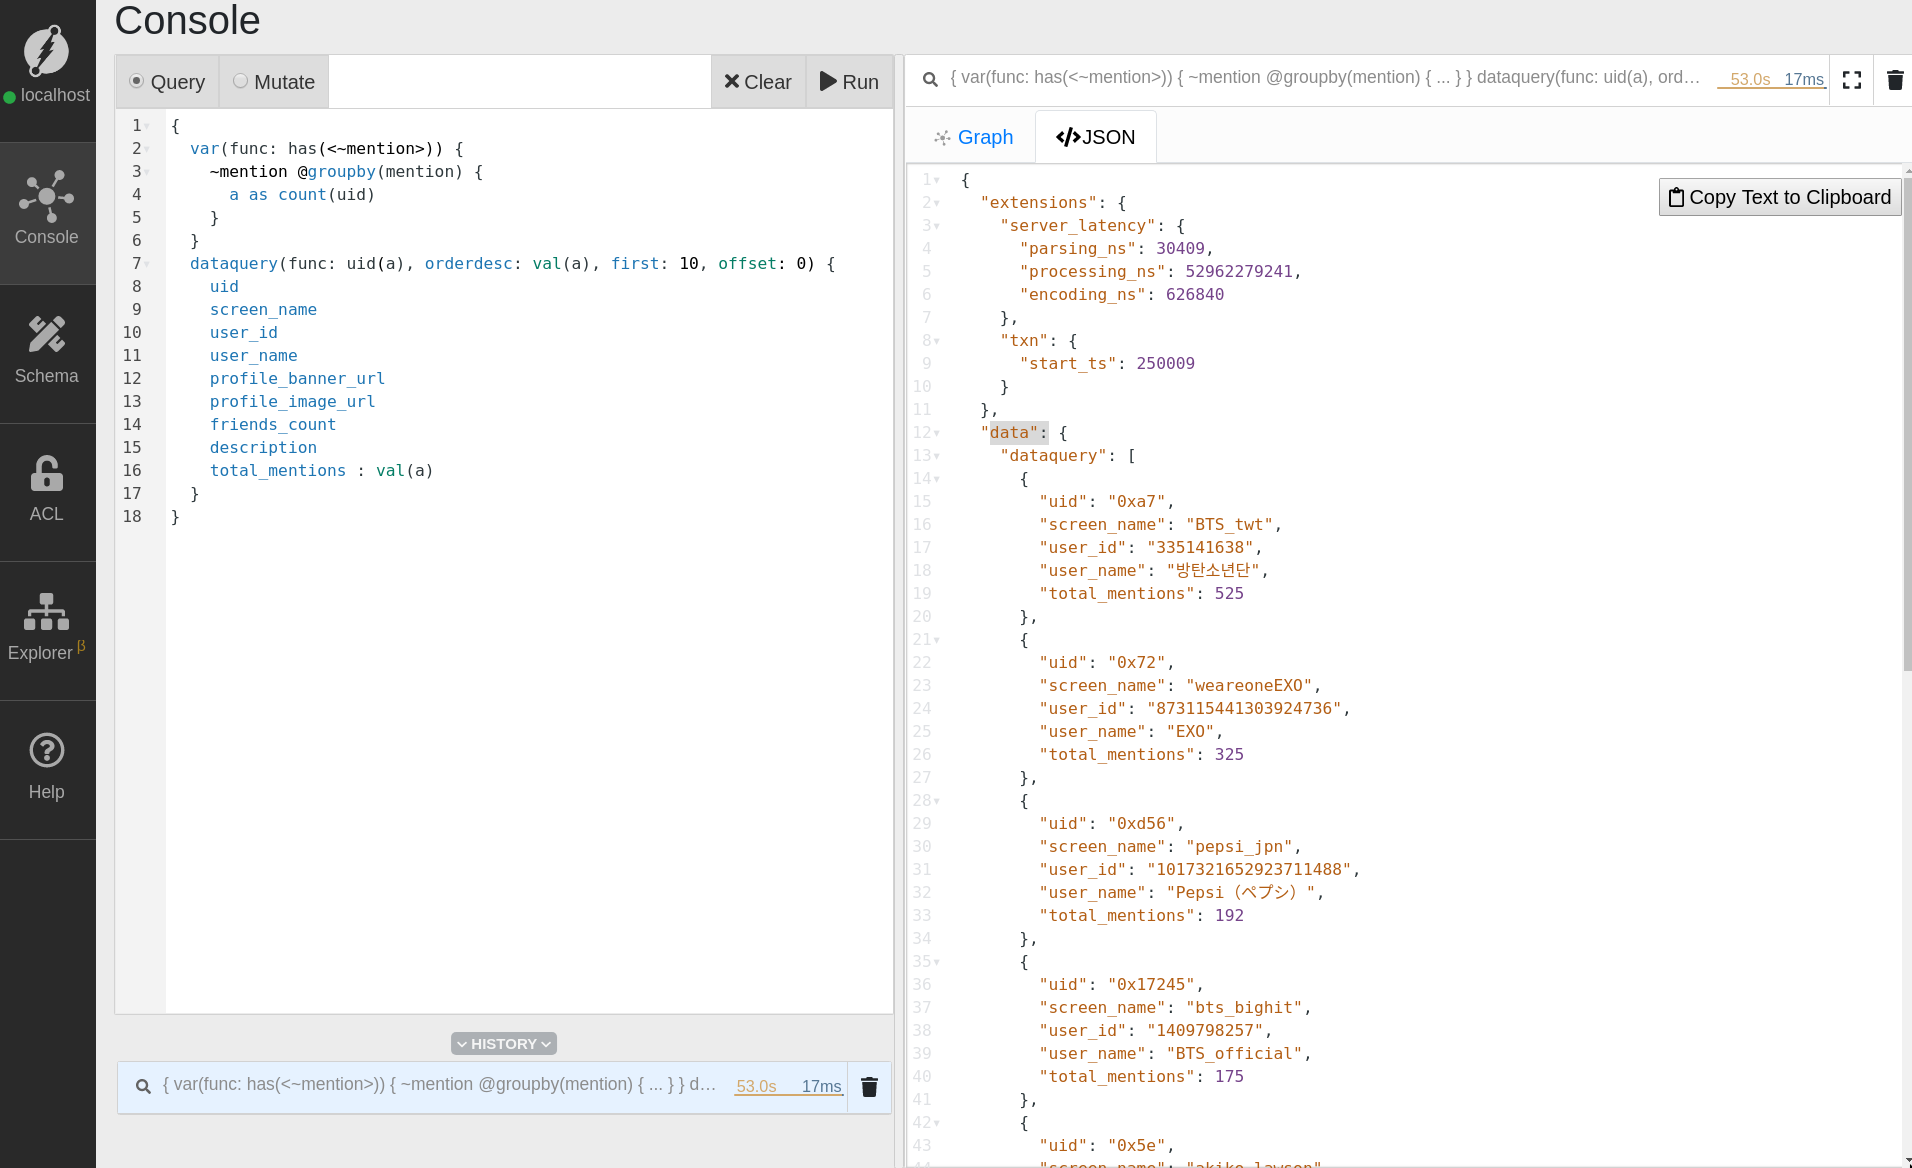 Console
localhost
Console
Schema
ACL
Explorer β
Help
Query Mutate Clear Run
1 {
2 var(func: has(<~mention>)) {
3 ~mention @groupby(mention) {
4 a as count(uid)
5 }
6 }
7 dataquery(func: uid(a), orderdesc: val(a), first: 10, offset: 0) {
8 uid
9 screen_name
10 user_id
11 user_name
12 profile_banner_url
13 profile_image_url
14 friends_count
15 description
16 total_mentions : val(a)
17 }
18 }
HISTORY
{ var(func: has(<~mention>)) { ~mention @groupby(mention) { ... } } d… 53.0s 17ms
{ var(func: has(<~mention>)) { ~mention @groupby(mention) { ... } } dataquery(func: uid(a), ord… 53.0s 17ms
Graph </>JSON
Copy Text to Clipboard
1 {
2 "extensions": {
3 "server_latency": {
4 "parsing_ns": 30409,
5 "processing_ns": 52962279241,
6 "encoding_ns": 626840
7 },
8 "txn": {
9 "start_ts": 250009
10 }
11 },
12 "data": {
13 "dataquery": [
14 {
15 "uid": "0xa7",
16 "screen_name": "BTS_twt",
17 "user_id": "335141638",
18 "user_name": "방탄소년단",
19 "total_mentions": 525
20 },
21 {
22 "uid": "0x72",
23 "screen_name": "weareoneEXO",
24 "user_id": "873115441303924736",
25 "user_name": "EXO",
26 "total_mentions": 325
27 },
28 {
29 "uid": "0xd56",
30 "screen_name": "pepsi_jpn",
31 "user_id": "1017321652923711488",
32 "user_name": "Pepsi（ペプシ）",
33 "total_mentions": 192
34 },
35 {
36 "uid": "0x17245",
37 "screen_name": "bts_bighit",
38 "user_id": "1409798257",
39 "user_name": "BTS_official",
40 "total_mentions": 175
41 },
42 {
43 "uid": "0x5e",
44 "screen_name": "akiko_lawson"